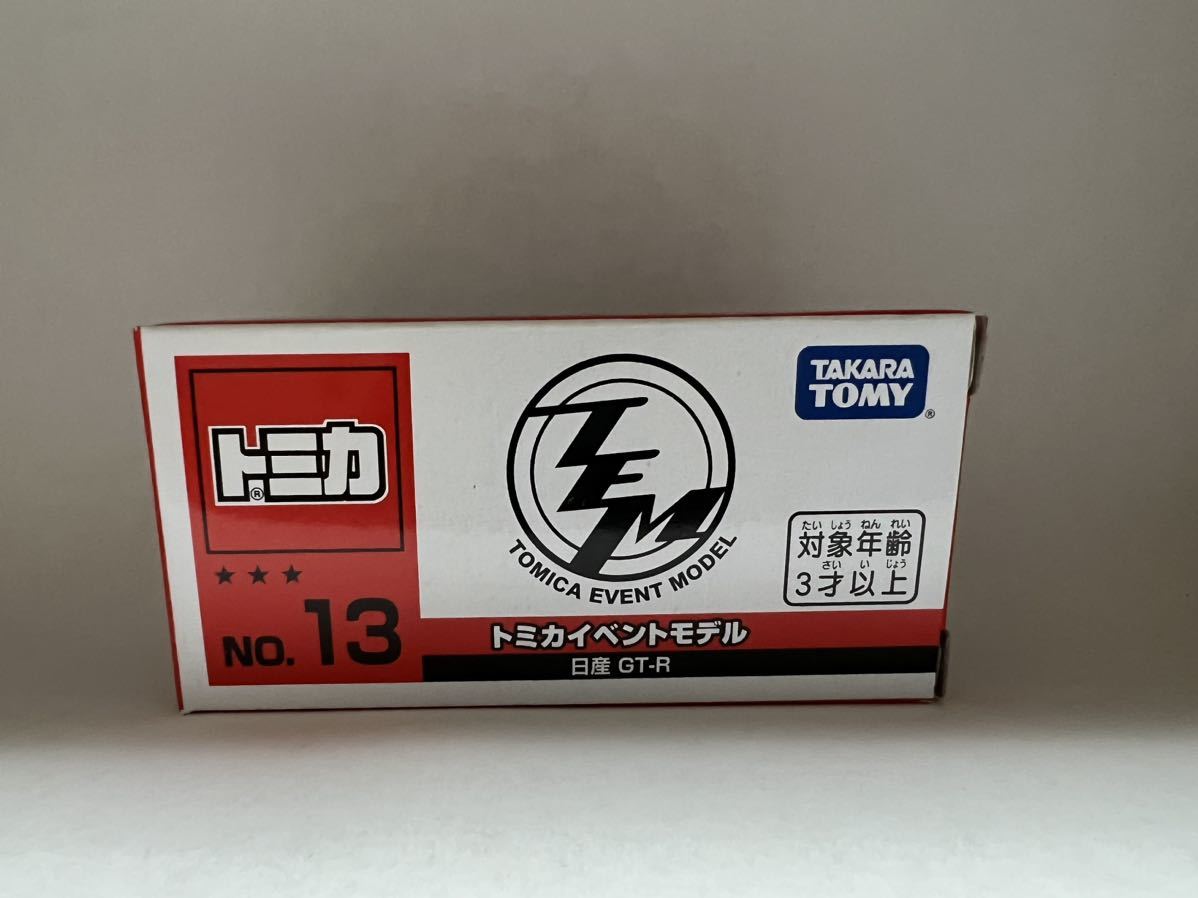 トミカ
®
★★★
NO. 13
TEM
TOMICA EVENT MODEL
トミカイベントモデル
日産 GT-R
TAKARA
TOMY
®
たい しょう ねん れい
対象年齢
さい い じょう
3才以上